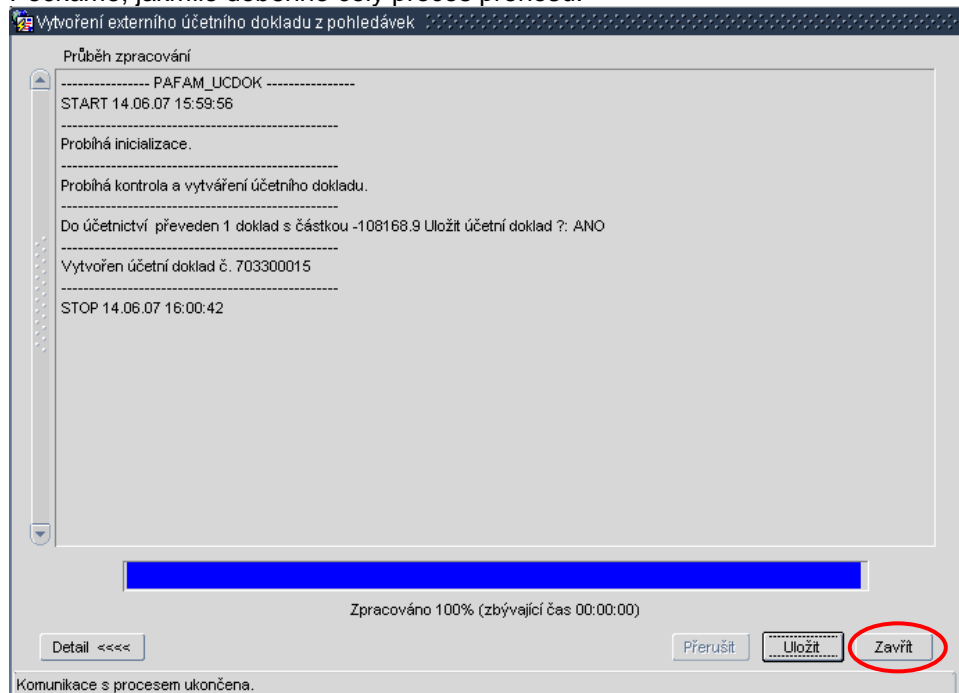 Vytvoření externího účetního dokladu z pohledávek
Průběh zpracování
---------------- PAFAM_UCDOK ----------------
START 14.06.07 15:59:56
--------------------------------------------------
Probíhá inicializace.
--------------------------------------------------
Probíhá kontrola a vytváření účetního dokladu.
--------------------------------------------------
Do účetnictví převeden 1 doklad s částkou -108168.9 Uložit účetní doklad ?: ANO
--------------------------------------------------
Vytvořen účetní doklad č. 703300015
--------------------------------------------------
STOP 14.06.07 16:00:42
Zpracováno 100% (zbývající čas 00:00:00)
Detail <<<<
Přerušit
Uložit
Zavřít
Komunikace s procesem ukončena.